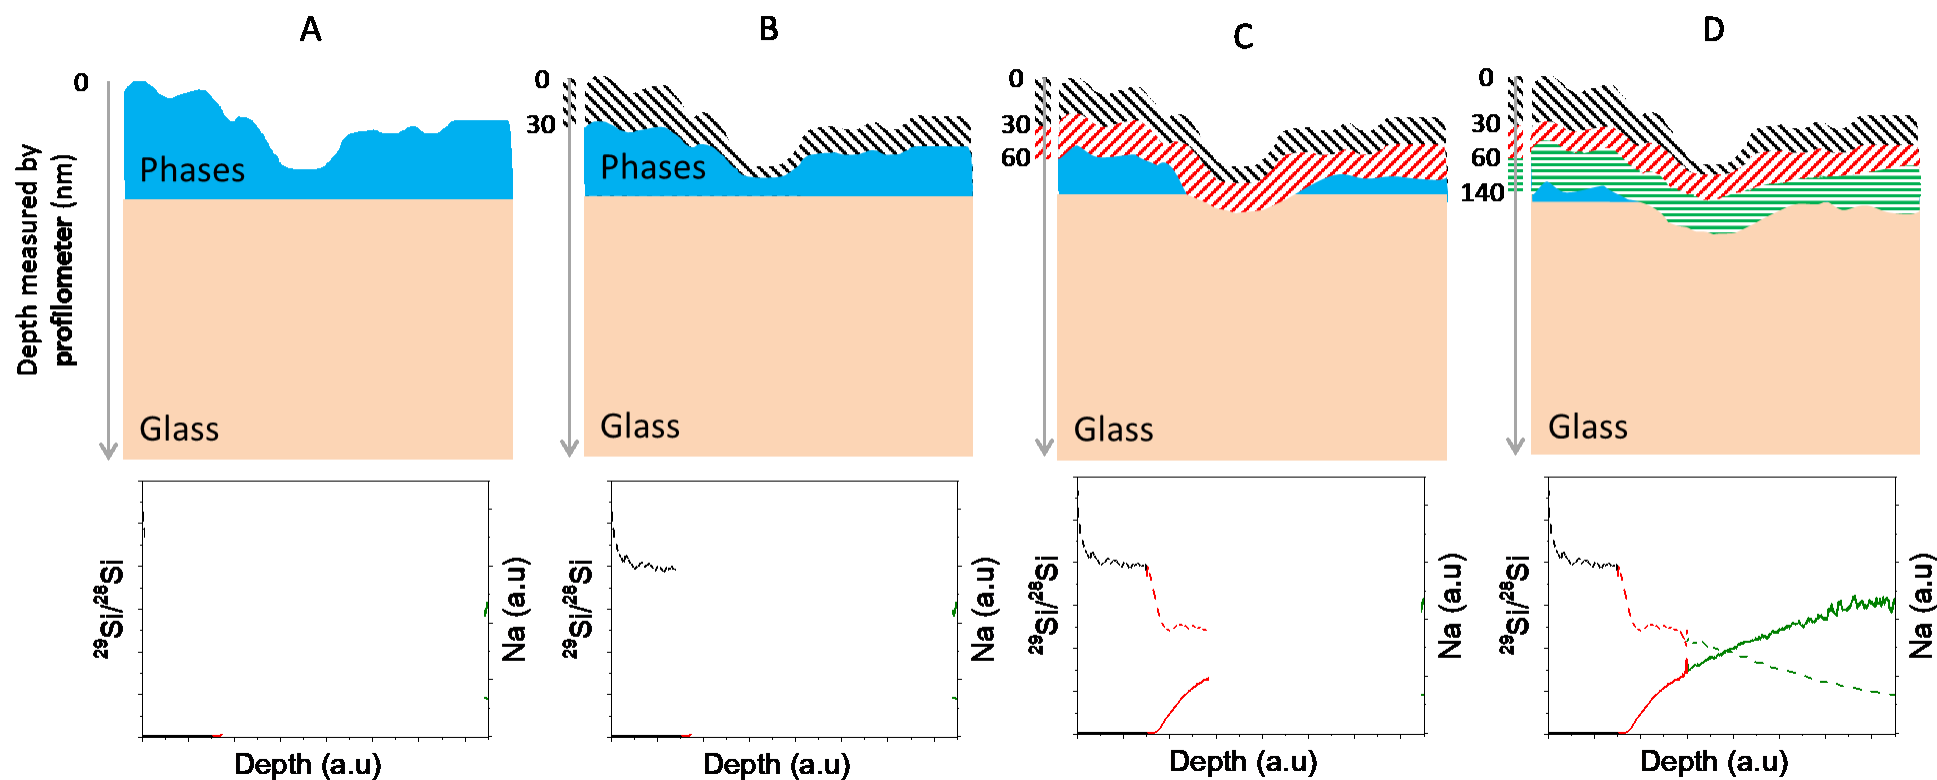 A
B
C
D
0
0
30
0
30
60
0
30
60
140
Depth measured by
profilometer (nm)
Phases
Glass
Phases
Glass
Glass
Glass
²⁹Si/²⁸Si
Na (a.u)
Depth (a.u)
²⁹Si/²⁸Si
Na (a.u)
Depth (a.u)
²⁹Si/²⁸Si
Na (a.u)
Depth (a.u)
²⁹Si/²⁸Si
Na (a.u)
Depth (a.u)